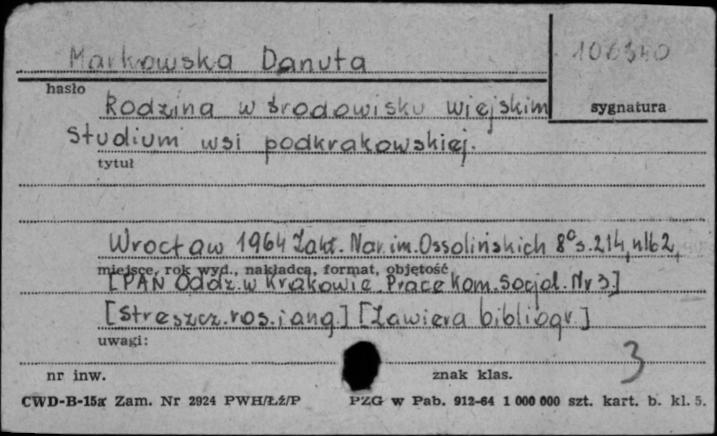 Markowska Danuta
106340
hasło
sygnatura
Rodzina w środowisku wiejskim
Studium wsi podkrakowskiej.
tytuł
Wrocław 1964 Zakł. Nar. im. Ossolińskich 8° s. 214, nlb 2,
miejsce, rok wyd., nakładca, format, objętość
[PAN Oddz. w Krakowie Prace Kom. Socjol. Nr 3.]
[Streszcz. ros. i ang.] [Zawiera bibliogr.]
uwagi:
3
nr inw.
znak klas.
CWD-B-15a Zam. Nr 2924 PWH/Łź/P PZG w Pab. 912-64 1 000 000 szt. kart. b. kl. 5.